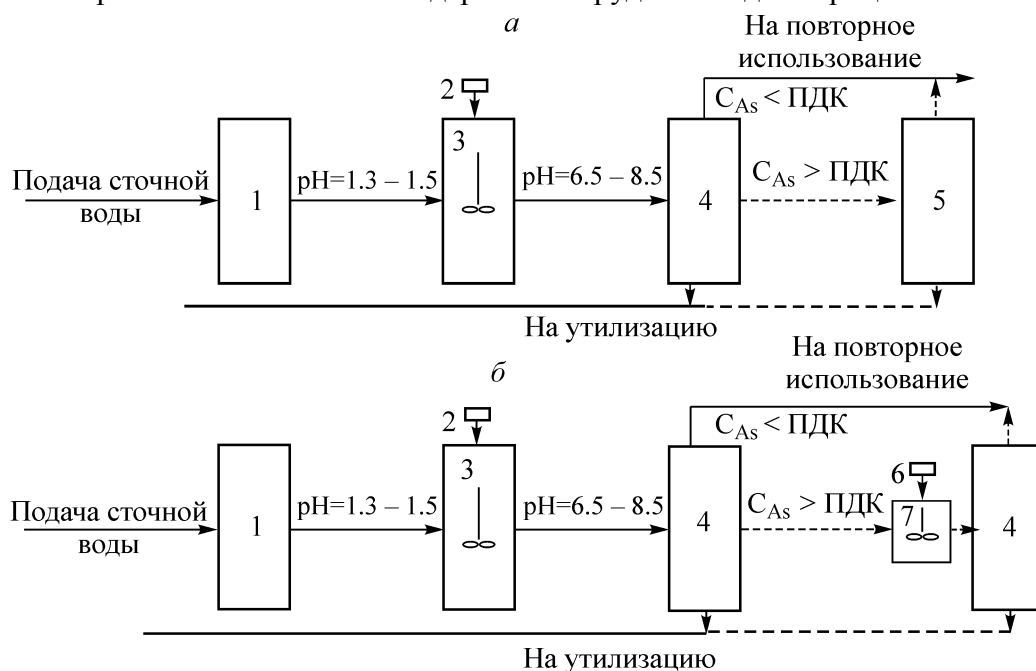 а
На повторное
использование
2
C_As < ПДК
3
Подача сточной
воды
1
pH=1.3 – 1.5
pH=6.5 – 8.5
4
C_As > ПДК
5
На утилизацию
На повторное
использование
б
2
C_As < ПДК
3
6
Подача сточной
воды
1
pH=1.3 – 1.5
pH=6.5 – 8.5
4
C_As > ПДК
7
4
На утилизацию